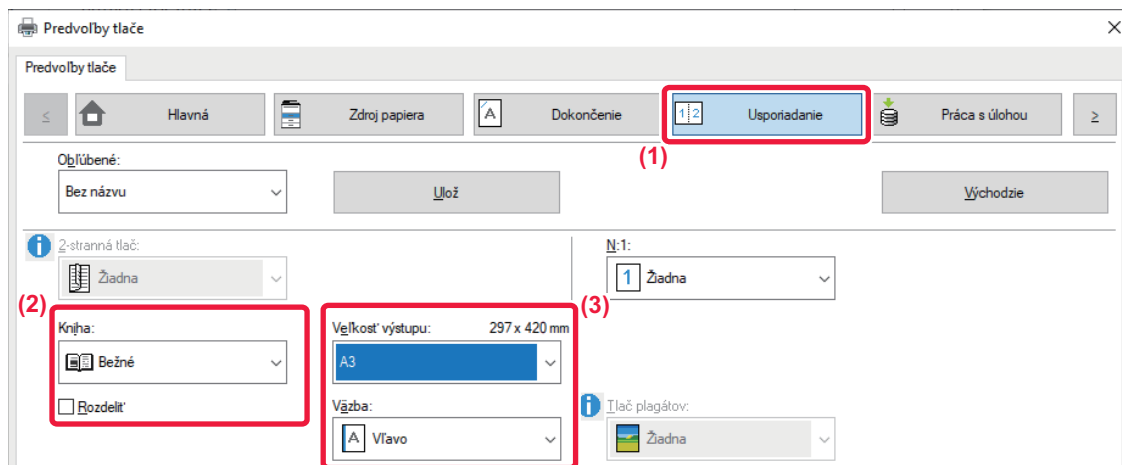 Predvoľby tlače
Predvoľby tlače
≤ Hlavná Zdroj papiera A Dokončenie 1 2 Usporiadanie Práca s úlohou ≥
(1)
Obľúbené:
Bez názvu Ulož Východzie
2-stranná tlač: N:1:
Žiadna 1 Žiadna
(2) (3)
Kniha: Veľkosť výstupu: 297 x 420 mm
Bežné A3
Rozdeliť Väzba: Tlač plagátov:
A Vľavo Žiadna